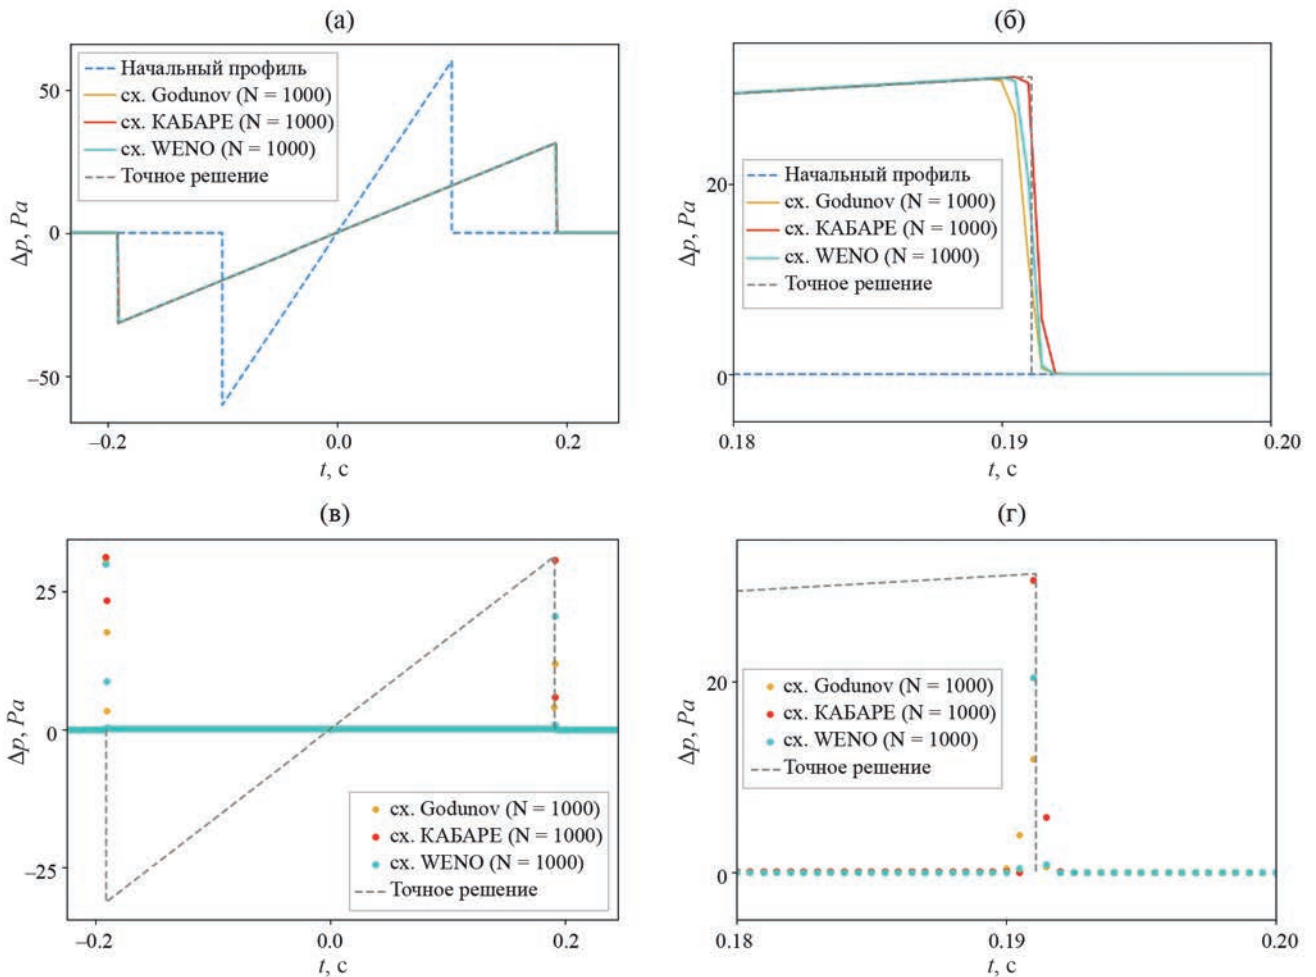 (а)
50
0
–50
Δp, Pa
Начальный профиль
сх. Godunov (N = 1000)
сх. КАБАРЕ (N = 1000)
сх. WENO (N = 1000)
Точное решение
–0.2
0.0
0.2
t, с
(б)
20
0
Δp, Pa
Начальный профиль
сх. Godunov (N = 1000)
сх. КАБАРЕ (N = 1000)
сх. WENO (N = 1000)
Точное решение
0.18
0.19
0.20
t, с
(в)
25
0
–25
Δp, Pa
сх. Godunov (N = 1000)
сх. КАБАРЕ (N = 1000)
сх. WENO (N = 1000)
Точное решение
–0.2
0.0
0.2
t, с
(г)
20
0
Δp, Pa
сх. Godunov (N = 1000)
сх. КАБАРЕ (N = 1000)
сх. WENO (N = 1000)
Точное решение
0.18
0.19
0.20
t, с